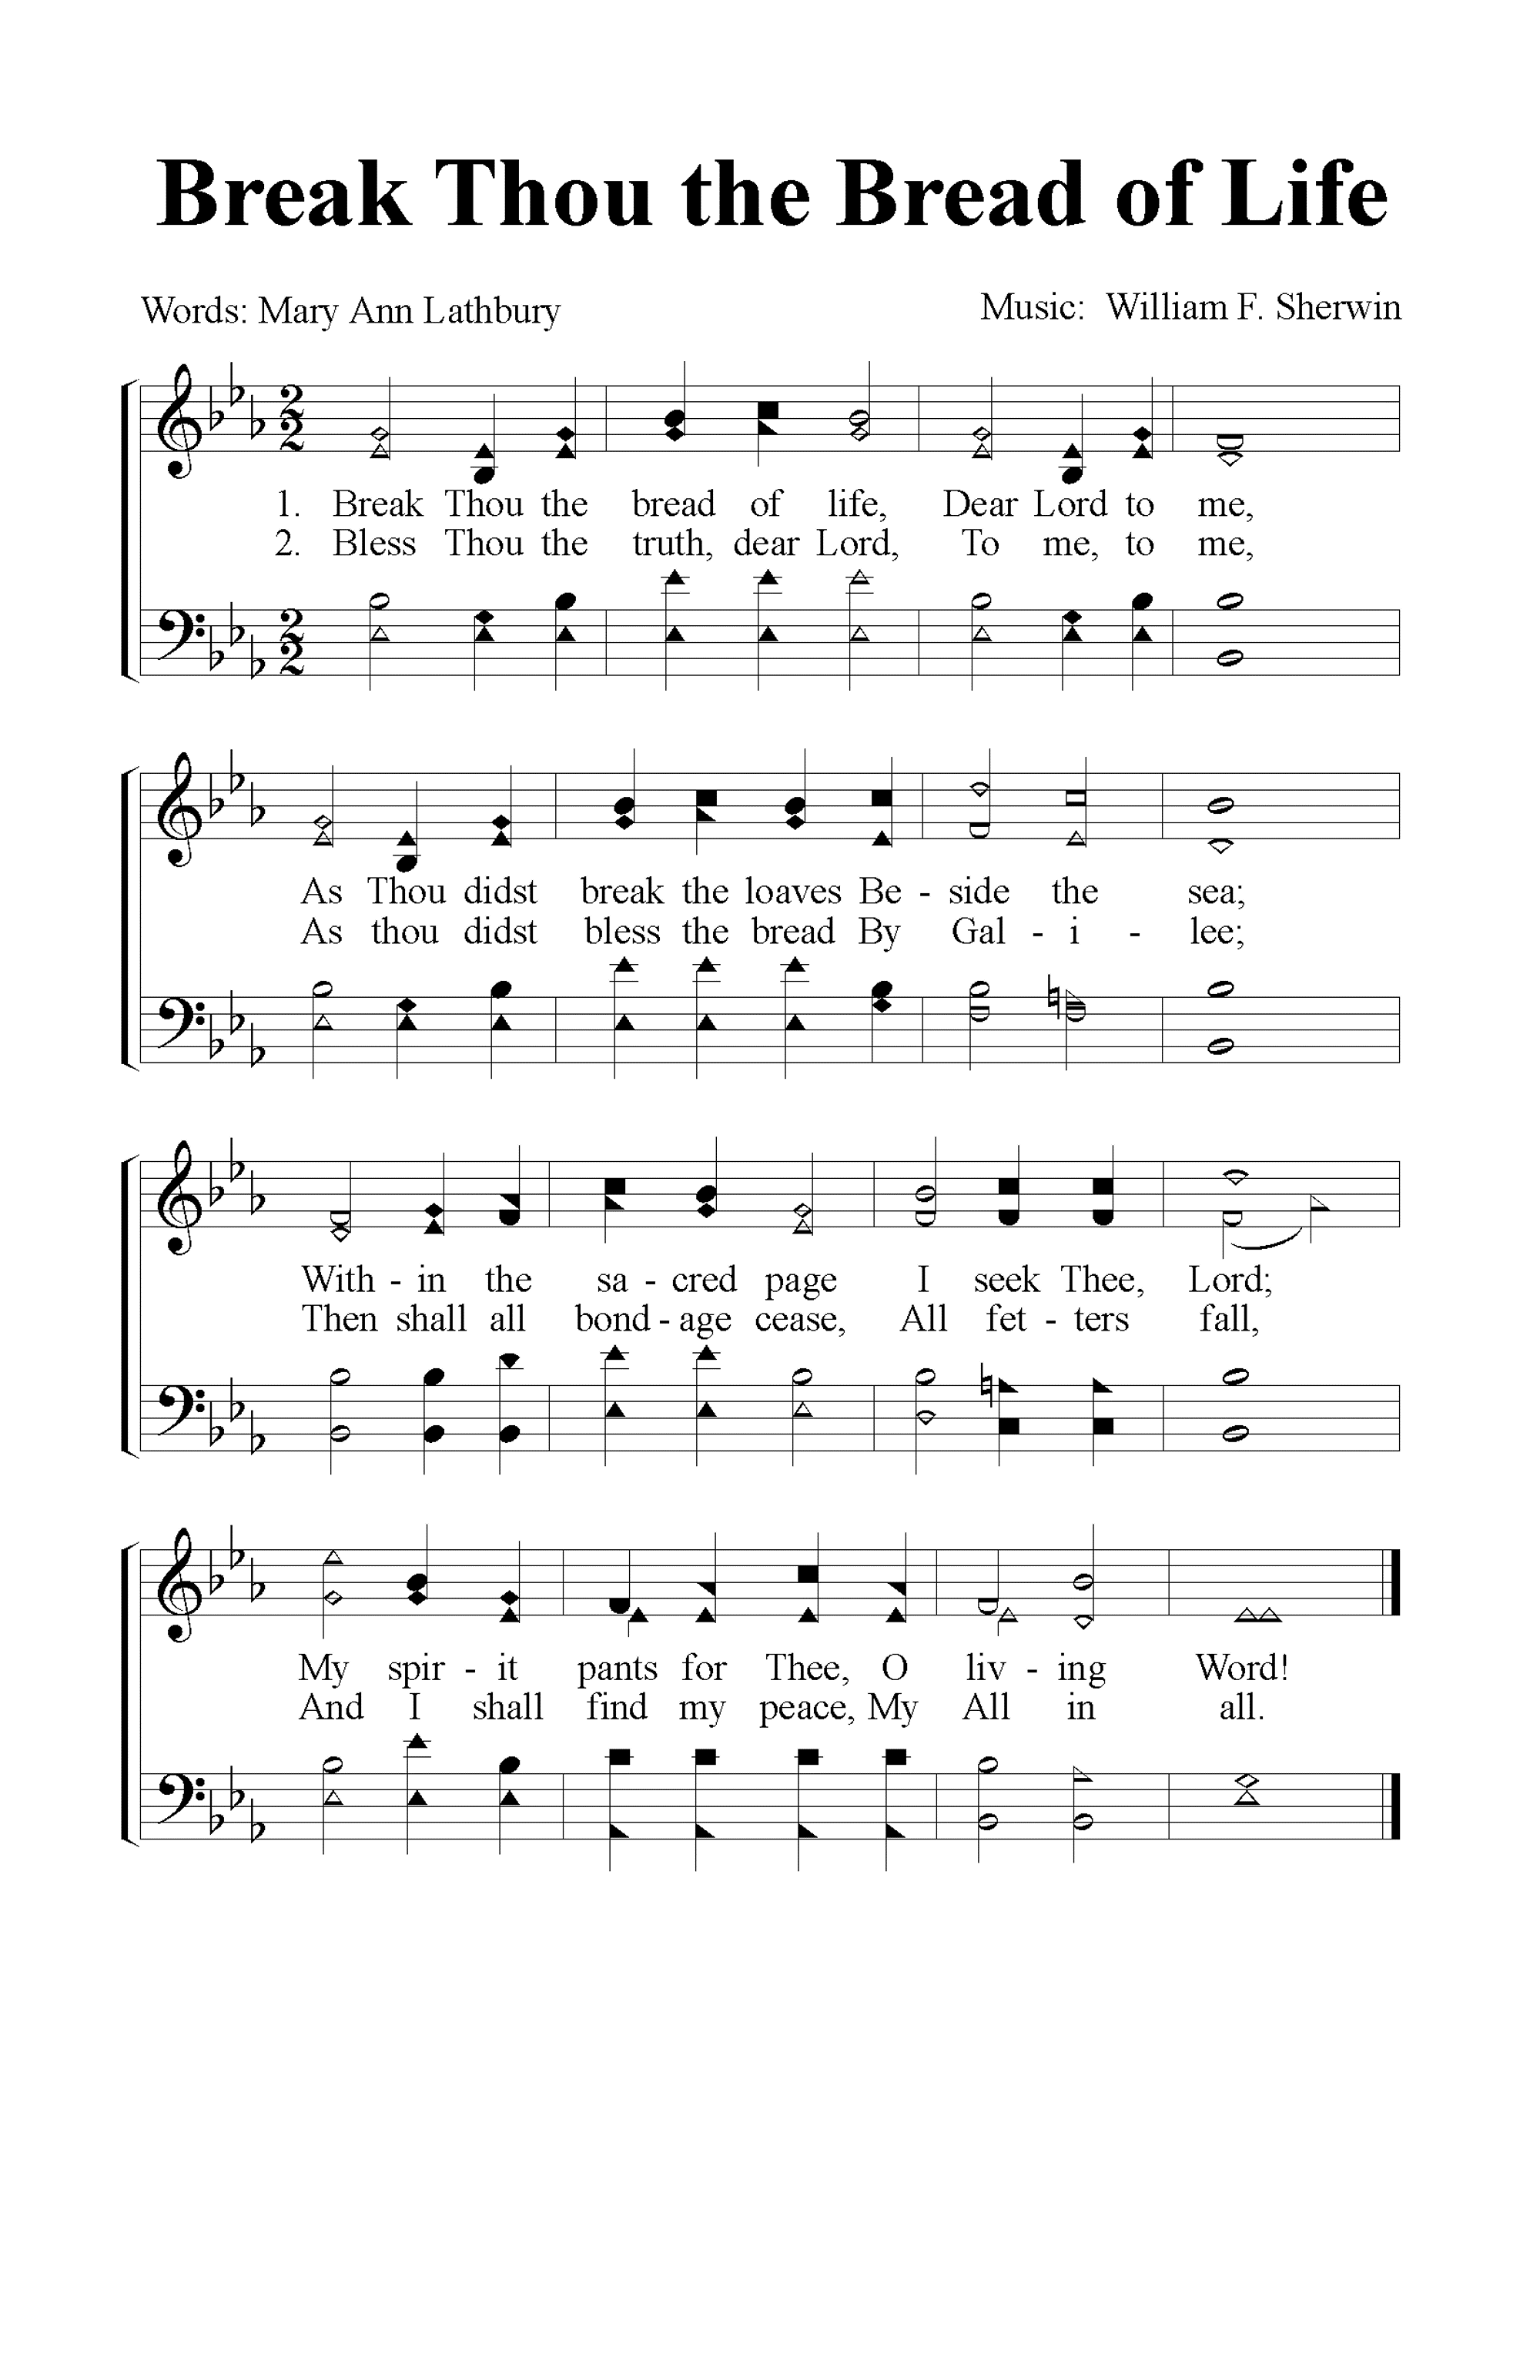 Break Thou the Bread of Life
Words: Mary Ann Lathbury
Music: William F. Sherwin
2
2
1. Break Thou the bread of life, Dear Lord to me,
2. Bless Thou the truth, dear Lord, To me, to me,
2
2
As Thou didst break the loaves Be - side the sea;
As thou didst bless the bread By Gal - i - lee;
With - in the sa - cred page I seek Thee, Lord;
Then shall all bond - age cease, All fet - ters fall,
My spir - it pants for Thee, O liv - ing Word!
And I shall find my peace, My All in all.